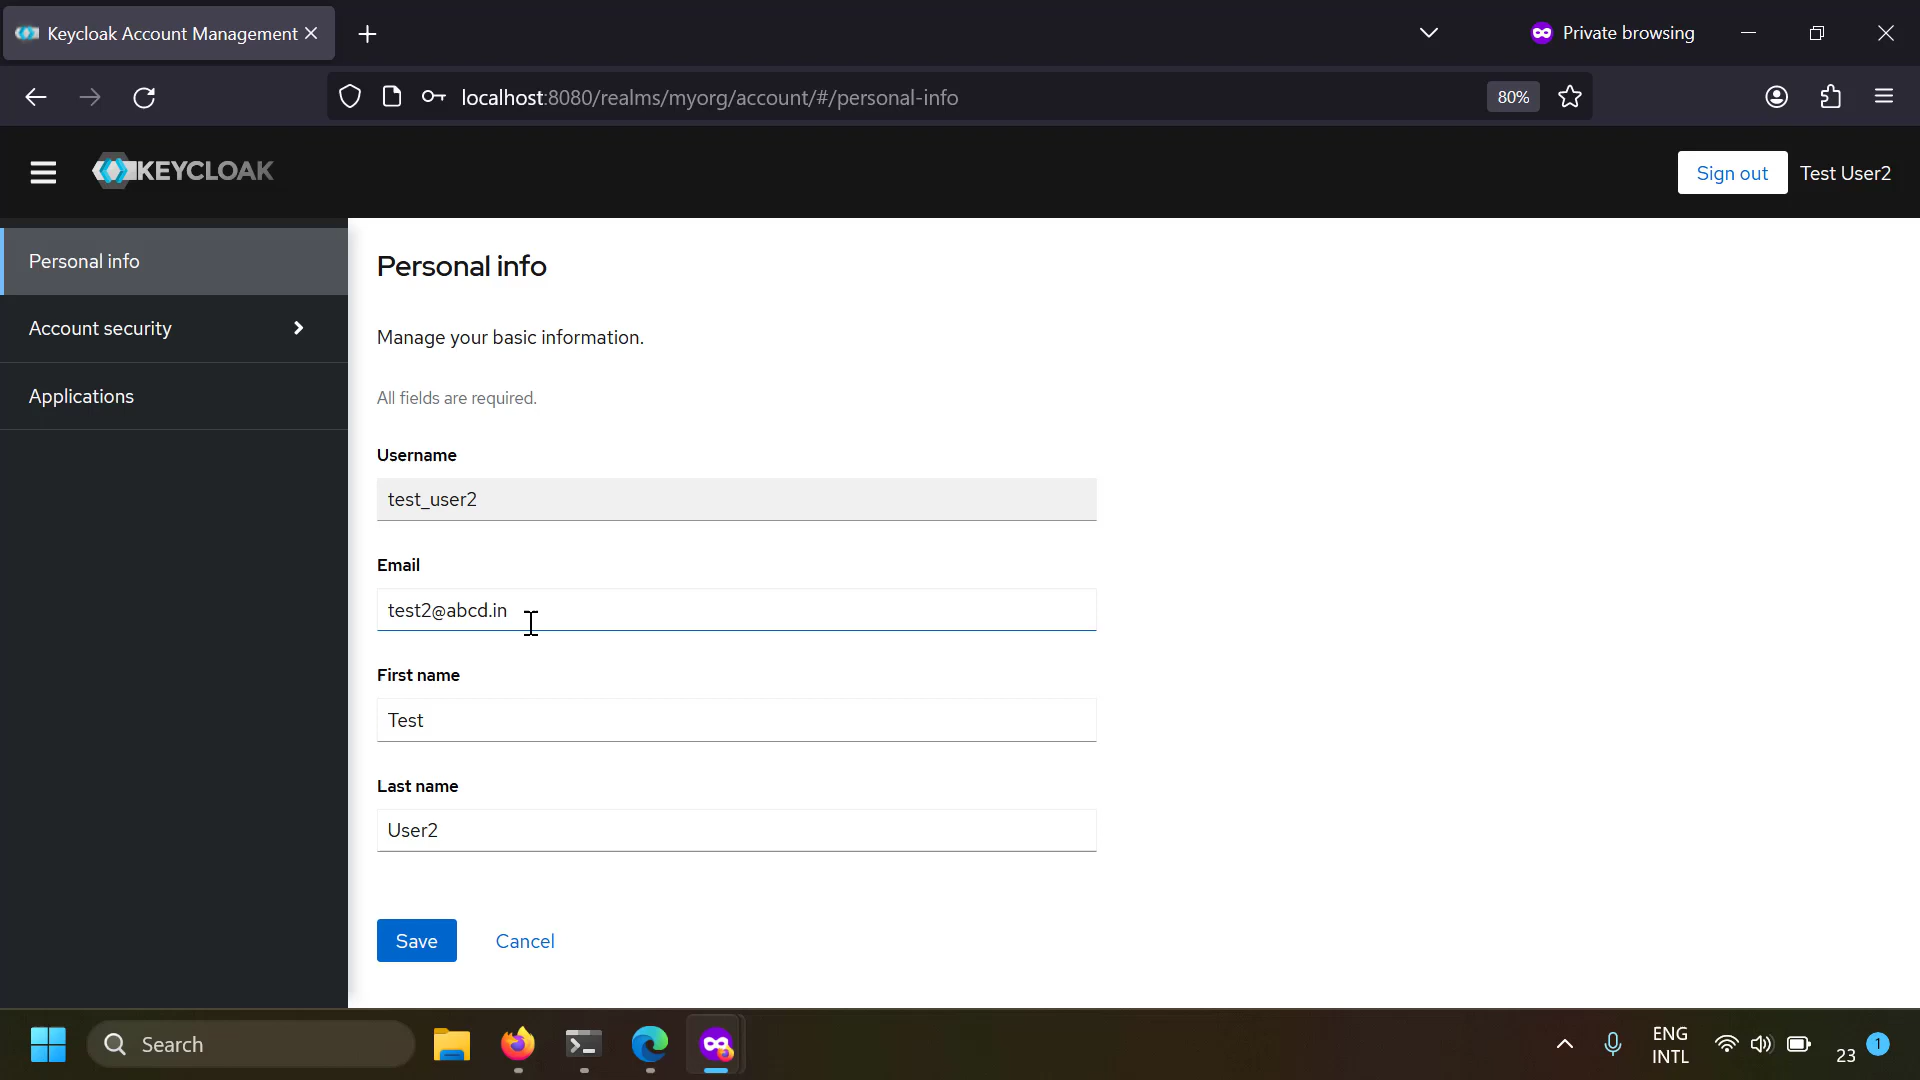 Keycloak Account Management
Private browsing
localhost:8080/realms/myorg/account/#/personal-info
80%
KEYCLOAK
Sign out
Test User2
Personal info
Account security
Applications
Personal info
Manage your basic information.
All fields are required.
Username
test_user2
Email
test2@abcd.in
First name
Test
Last name
User2
Save
Cancel
Search
ENG
INTL
23
1